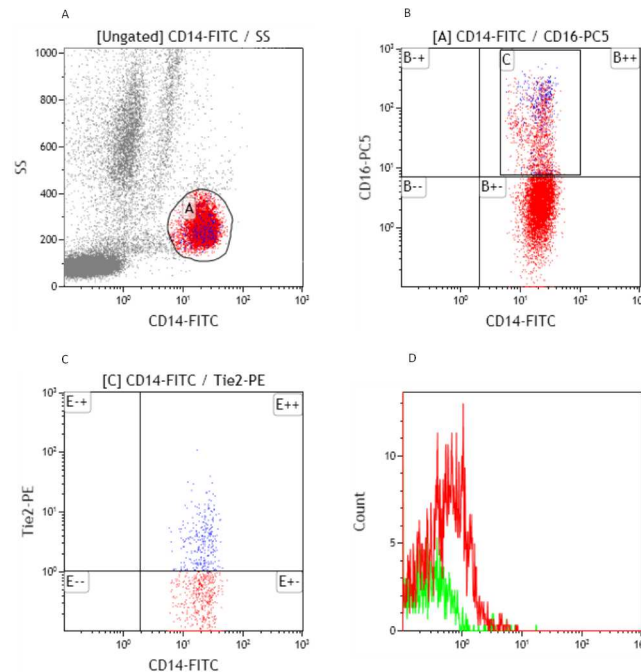 A
[Ungated] CD14-FITC / SS
1000
800
600
400
200
0
SS
A
10⁰
10¹
10²
10³
CD14-FITC
B
[A] CD14-FITC / CD16-PC5
10³
10²
10¹
10⁰
CD16-PC5
B-+
C
B++
B--
B+-
10⁰
10¹
10²
10³
CD14-FITC
C
[C] CD14-FITC / Tie2-PE
10³
10²
10¹
10⁰
Tie2-PE
E-+
E++
E--
E+-
10⁰
10¹
10²
10³
CD14-FITC
D
10
5
0
Count
10⁰
10¹
10²
10³